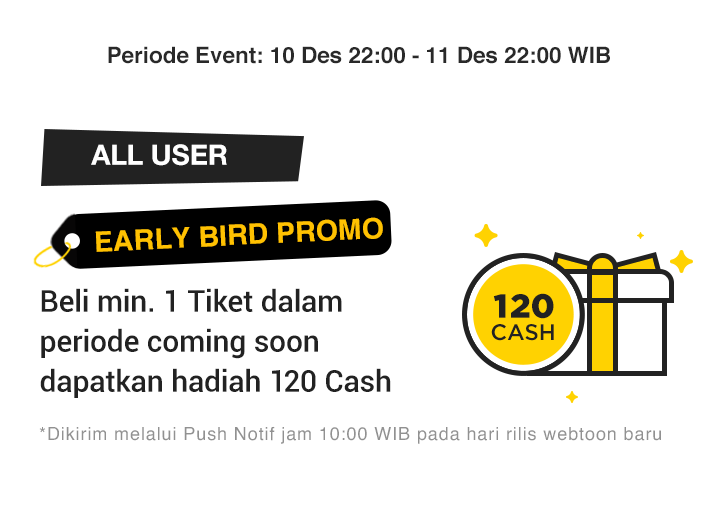 Periode Event: 10 Des 22:00 - 11 Des 22:00 WIB
ALL USER
EARLY BIRD PROMO
Beli min. 1 Tiket dalam
periode coming soon
dapatkan hadiah 120 Cash
120
CASH
*Dikirim melalui Push Notif jam 10:00 WIB pada hari rilis webtoon baru